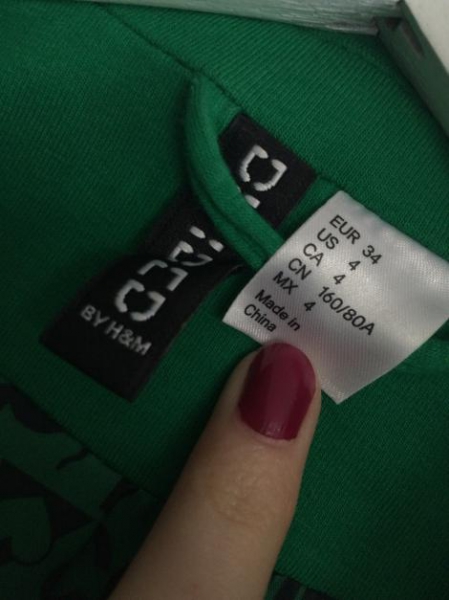 BY H&M
EUR 34
US 4
CA 4
CN 160/80A
MX 4
Made in
China